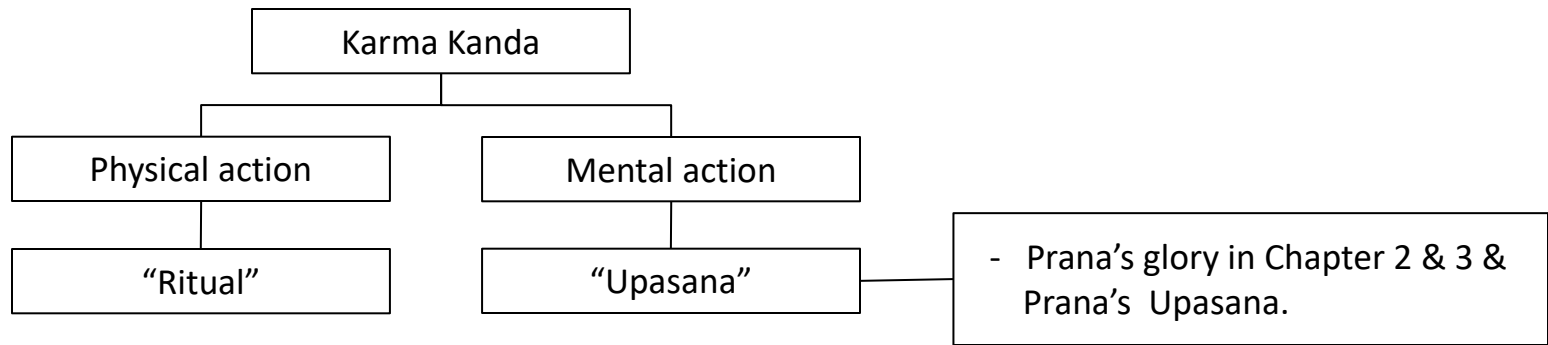 Karma Kanda
Physical action
Mental action
“Ritual”
“Upasana”
- Prana’s glory in Chapter 2 & 3 &
Prana’s Upasana.